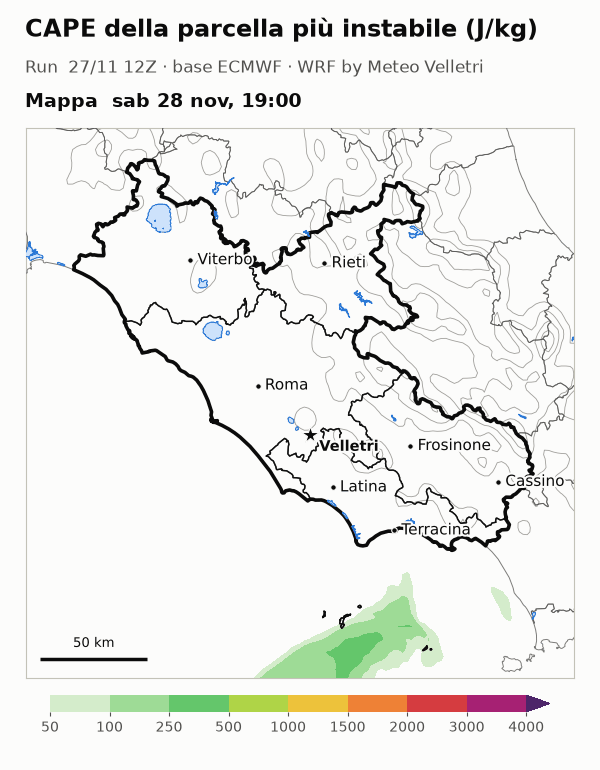 CAPE della parcella più instabile (J/kg)
Run  27/11 12Z · base ECMWF · WRF by Meteo Velletri
Mappa  sab 28 nov, 19:00
Viterbo
Rieti
Roma
Velletri
Frosinone
Latina
Cassino
Terracina
50 km
50 100 250 500 1000 1500 2000 3000 4000